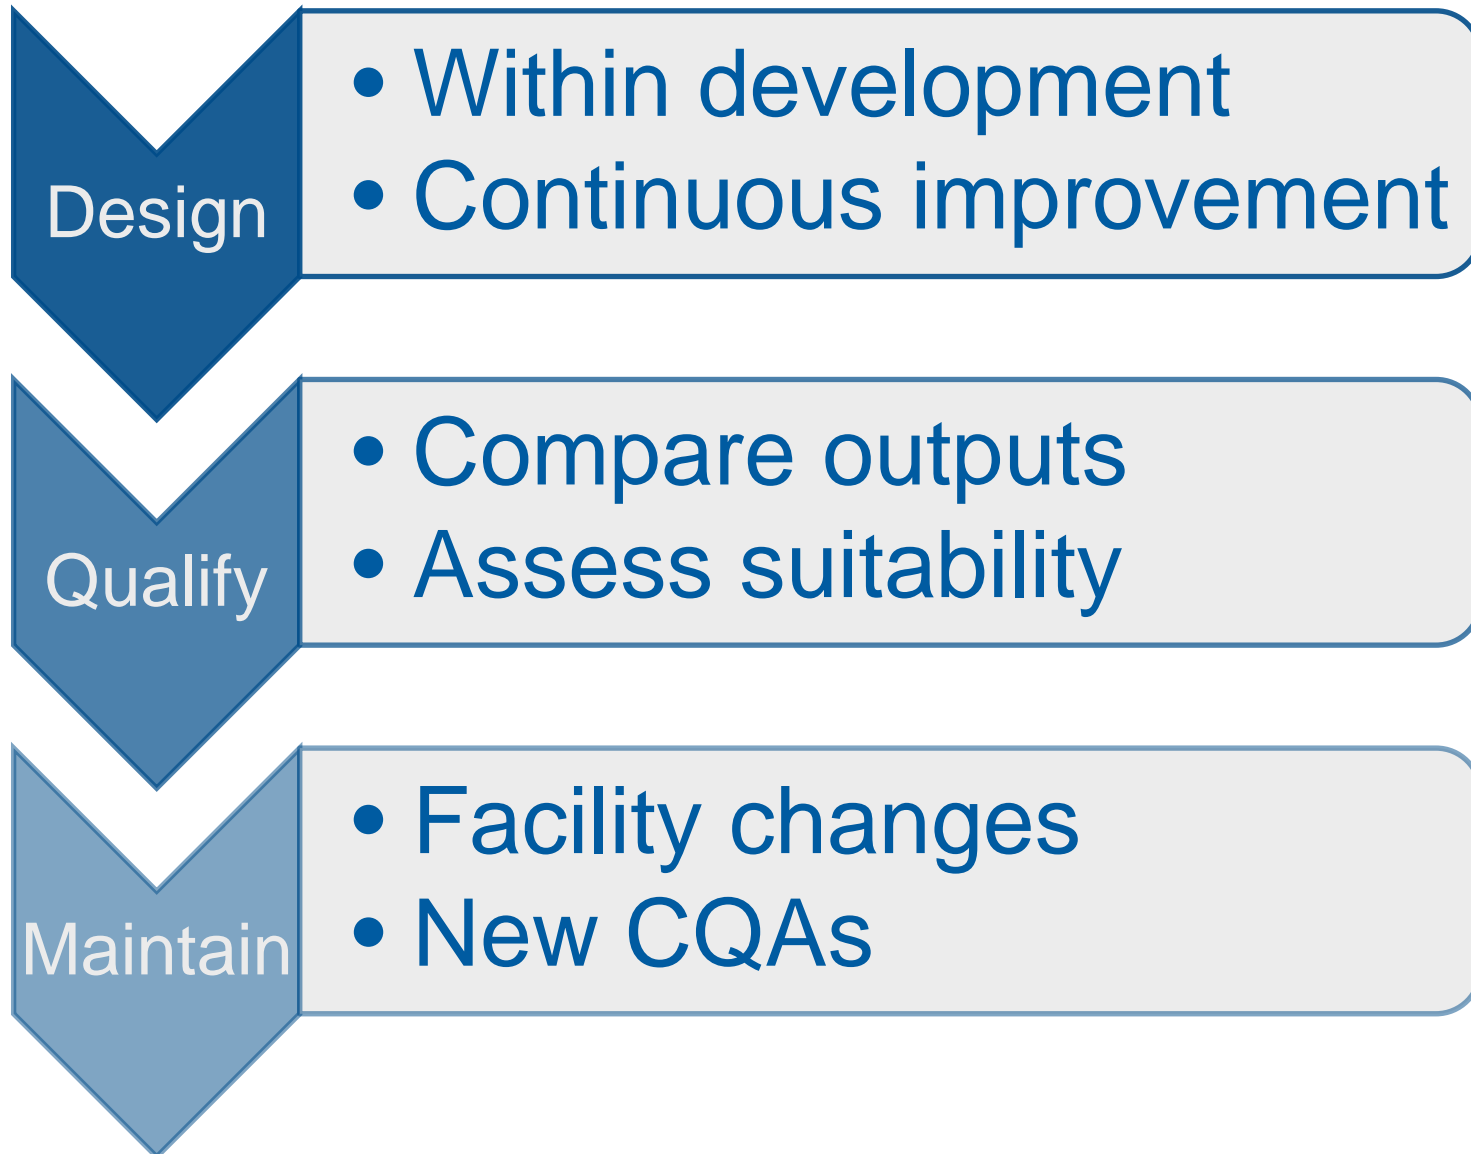 Design
• Within development
• Continuous improvement
Qualify
• Compare outputs
• Assess suitability
Maintain
• Facility changes
• New CQAs